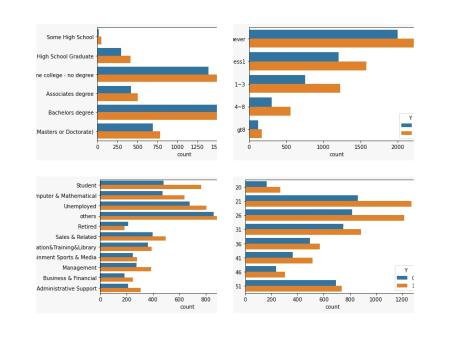 Some High School
High School Graduate
ne college - no degree
Associates degree
Bachelors degree
Masters or Doctorate)
0 250 500 750 1000 1250 15
count
ever
ess1
1~3
4~8
gt8
Y
0 500 1000 1500 2000
count
Student
puter & Mathematical
Unemployed
others
Retired
Sales & Related
ation&Training&Library
inment Sports & Media
Management
Business & Financial
Administrative Support
0 200 400 600 800
count
20
21
26
31
36
41
46
51
Y
0 200 400 600 800 1000 1200
count